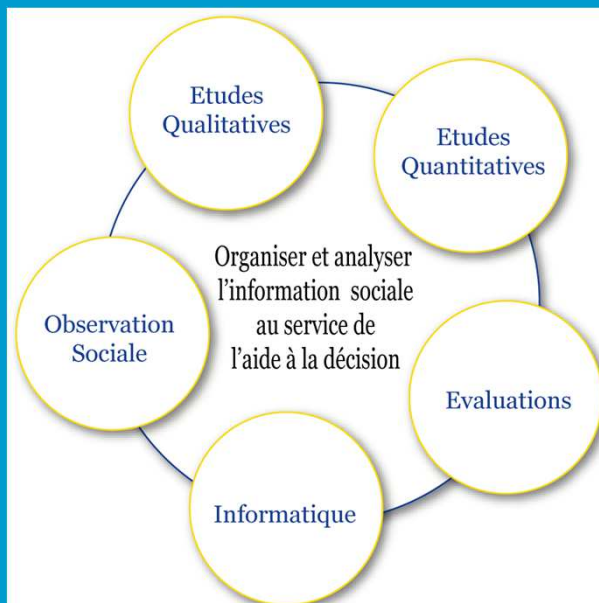 Etudes
Qualitatives
Etudes
Quantitatives
Organiser et analyser
l'information  sociale
au service de
l'aide à la décision
Observation
Sociale
Evaluations
Informatique